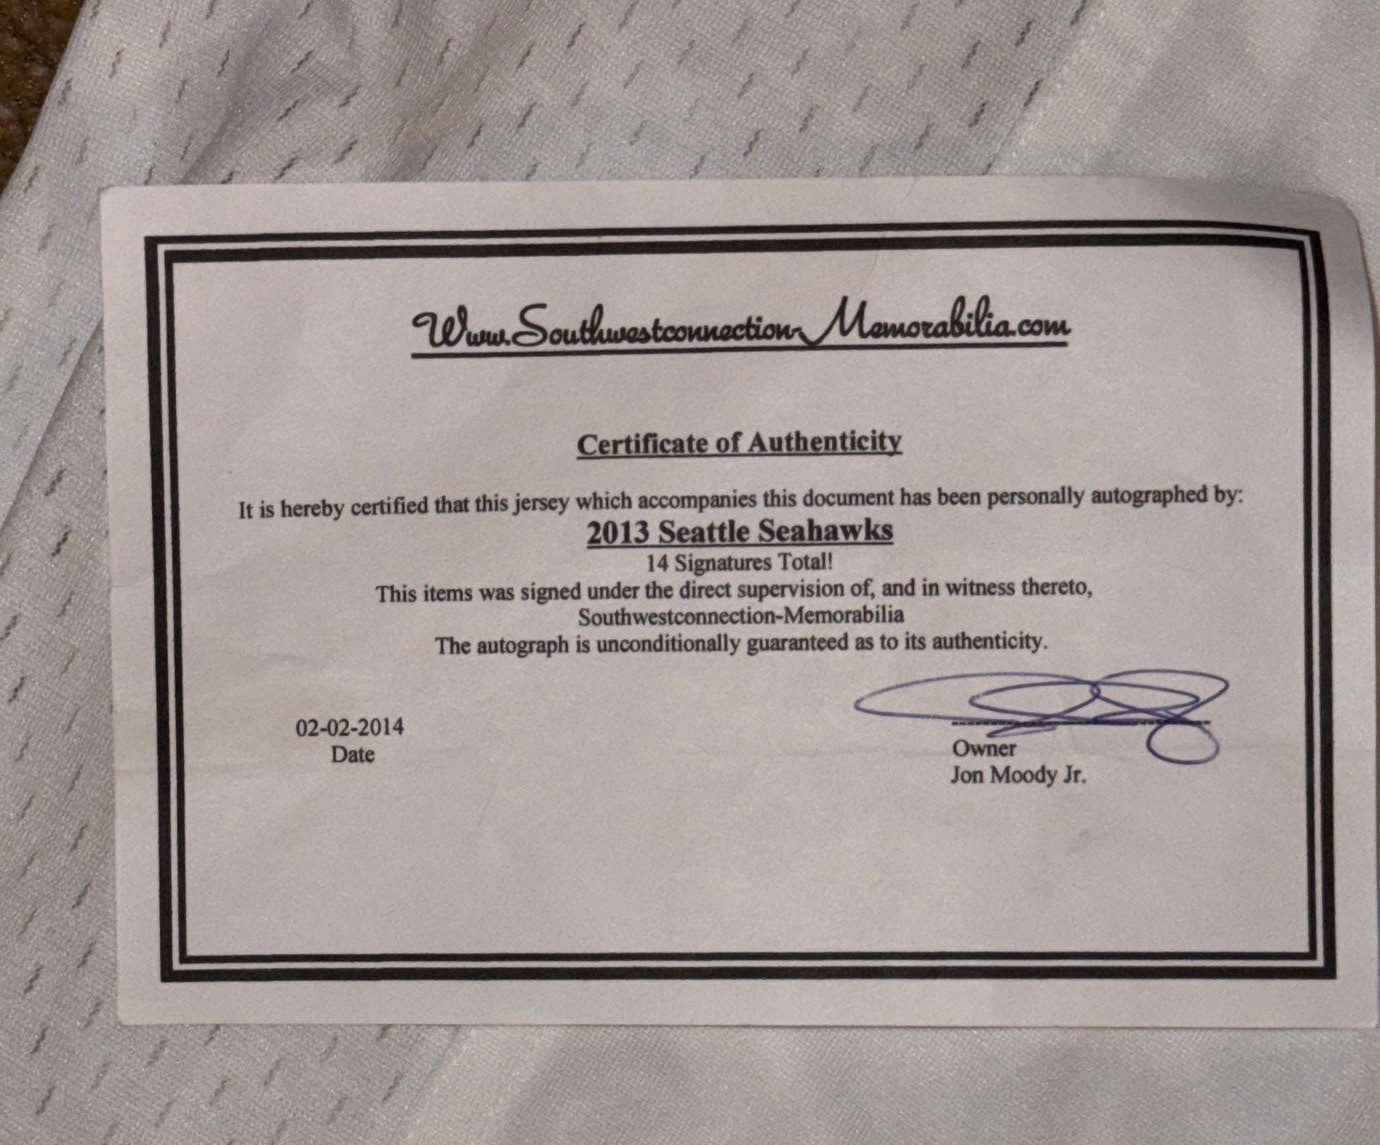 Www.Southwestconnection-Memorabilia.com
Certificate of Authenticity
It is hereby certified that this jersey which accompanies this document has been personally autographed by:
2013 Seattle Seahawks
14 Signatures Total!
This items was signed under the direct supervision of, and in witness thereto,
Southwestconnection-Memorabilia
The autograph is unconditionally guaranteed as to its authenticity.
02-02-2014
Date
Owner
Jon Moody Jr.